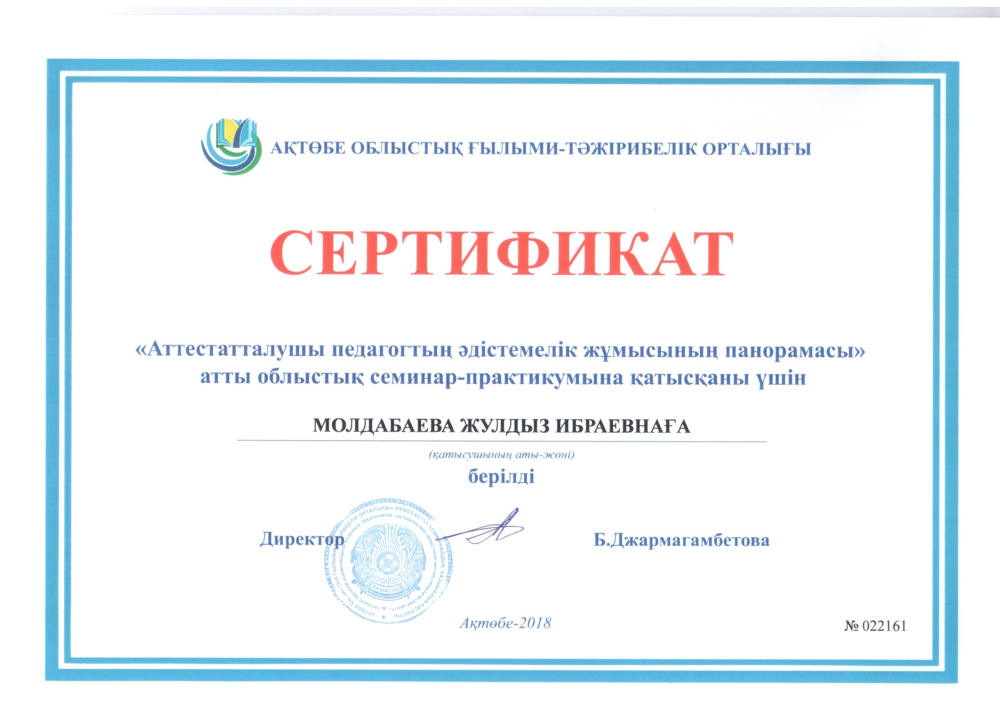 АҚТӨБЕ ОБЛЫСТЫҚ ҒЫЛЫМИ-ТӘЖІРИБЕЛІК ОРТАЛЫҒЫ
СЕРТИФИКАТ
«Аттестатталушы педагогтың әдістемелік жұмысының панорамасы»
атты облыстық семинар-практикумына қатысқаны үшін
МОЛДАБАЕВА ЖУЛДЫЗ ИБРАЕВНАҒА
(қатысушының аты-жөні)
берілді
Директор
Б.Джармагамбетова
ҚАЗАҚСТАН
Ақтөбе-2018
№ 022161